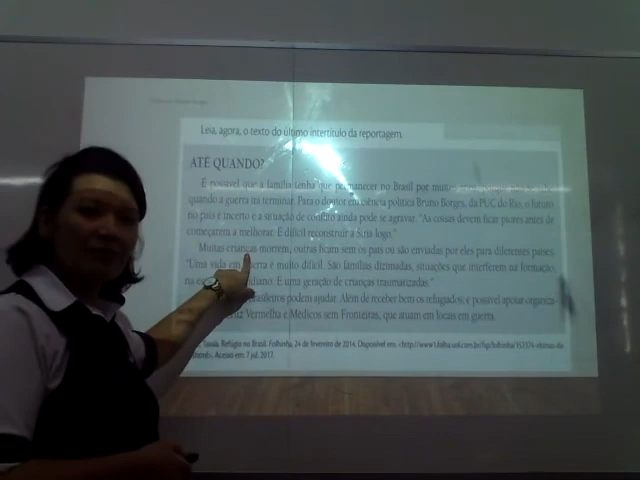 Leia, agora, o texto do último intertítulo da reportagem.
ATÉ QUANDO?
É possível que a família tenha que permanecer no Brasil por muito
quando a guerra na terminar. Para o doutor em ciência política Bruno Borges, da PUC do Rio, o futuro
no país é incerto e a situação de conflito ainda pode se agravar. "As coisas devem ficar piores antes de
começarem a melhorar. É difícil reconstruir a Síria logo."
Muitas crianças morrem, outras ficam sem os pais ou são enviadas por eles para diferentes países.
"Uma vida em guerra é muito difícil. São famílias dizimadas, situações que interferem na formação,
na E uma geração de crianças traumatizadas."
podem ajudar. Além de receber bem os refugiados, é possível apoiar
Vermelha e Médicos sem Fronteiras, que atuam em locais em guerra.
Refúgio no Brasil. Folhinha, 24 de fevereiro de 2014. Disponível em:
Acesso em: 7 jul. 2017.